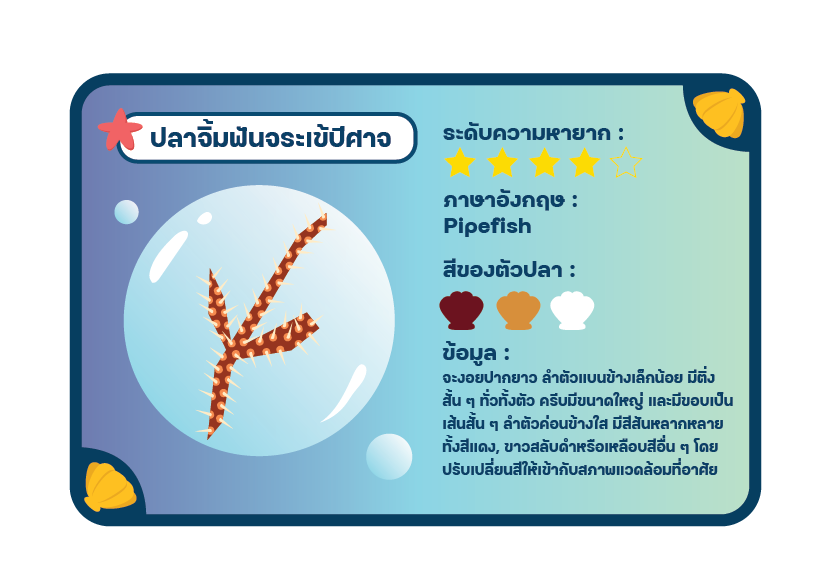 ปลาจิ้มฟันจระเข้ปีศาจ
ระดับความหายาก :
ภาษาอังกฤษ :
Pipefish
สีของตัวปลา :
ข้อมูล :
จะงอยปากยาว ลำตัวแบนข้างเล็กน้อย มีติ่ง
สั้น ๆ ทั่วทั้งตัว ครีบมีขนาดใหญ่ และมีขอบเป็น
เส้นสั้น ๆ ลำตัวค่อนข้างใส มีสีสันหลากหลาย
ทั้งสีแดง, ขาวสลับดำหรือเหลือบสีอื่น ๆ โดย
ปรับเปลี่ยนสีให้เข้ากับสภาพแวดล้อมที่อาศัย